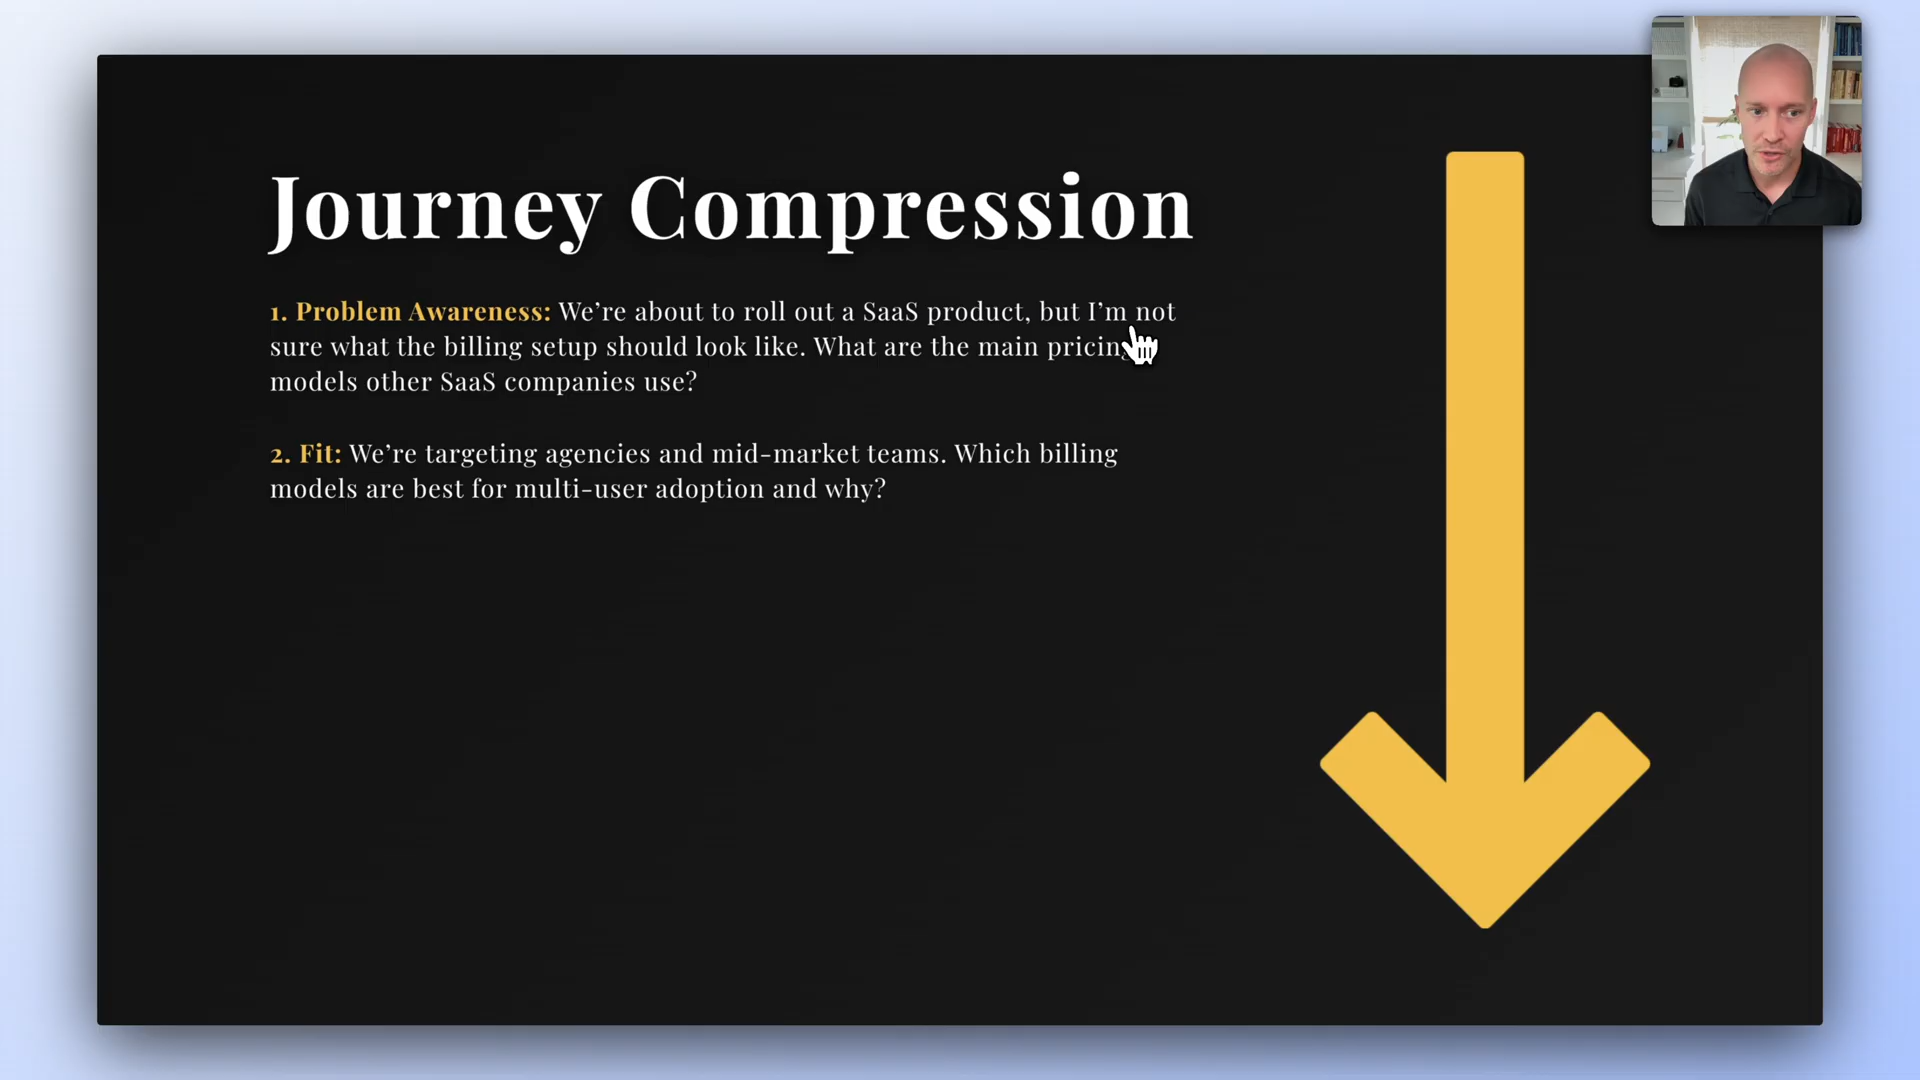 Journey Compression
1. Problem Awareness: We’re about to roll out a SaaS product, but I’m not
sure what the billing setup should look like. What are the main pricing
models other SaaS companies use?
2. Fit: We’re targeting agencies and mid-market teams. Which billing
models are best for multi-user adoption and why?